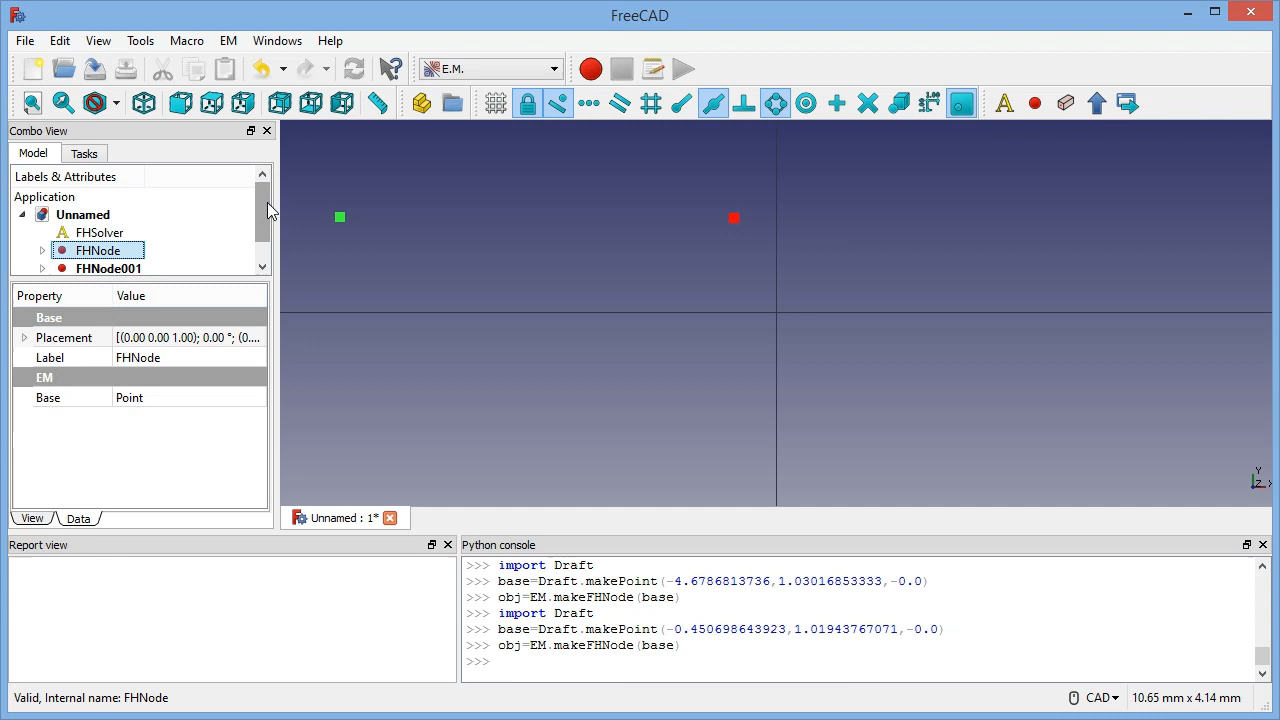 FreeCAD
File Edit View Tools Macro EM Windows Help
E.M.
1.00
Combo View
Model Tasks
Labels & Attributes
Application
Unnamed
FHSolver
FHNode
FHNode001
Property Value
Base
Placement [(0.00 0.00 1.00); 0.00 °; (0....
Label FHNode
EM
Base Point
View Data
Y
Z X
Unnamed : 1*
Report view
Python console
>>> import Draft
>>> base=Draft.makePoint(-4.6786813736,1.03016853333,-0.0)
>>> obj=EM.makeFHNode(base)
>>> import Draft
>>> base=Draft.makePoint(-0.450698643923,1.01943767071,-0.0)
>>> obj=EM.makeFHNode(base)
>>>
Valid, Internal name: FHNode
CAD
10.65 mm x 4.14 mm